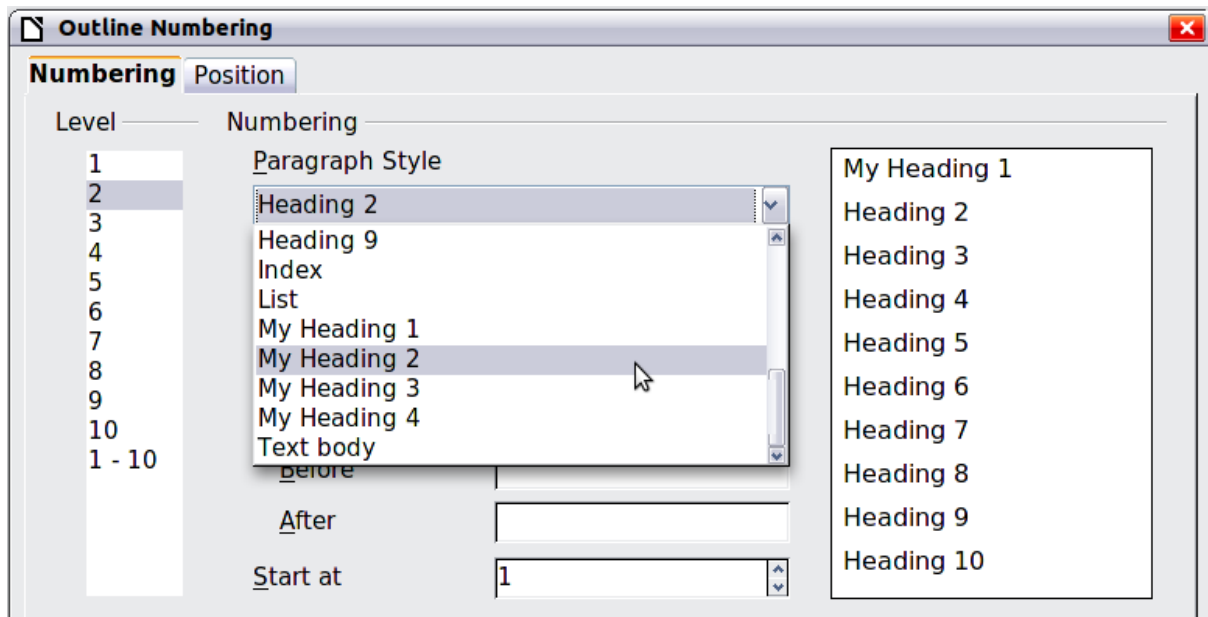 Outline Numbering
Numbering Position
Level
1
2
3
4
5
6
7
8
9
10
1 - 10
Numbering
Paragraph Style
Heading 2
Heading 9
Index
List
My Heading 1
My Heading 2
My Heading 3
My Heading 4
Text body
Before
After
Start at 1
My Heading 1
Heading 2
Heading 3
Heading 4
Heading 5
Heading 6
Heading 7
Heading 8
Heading 9
Heading 10